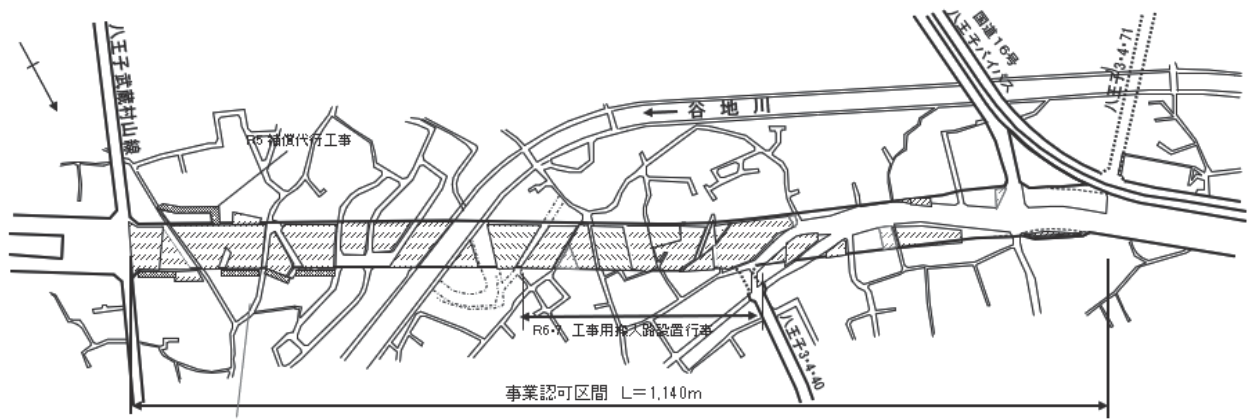 八王子武蔵村山線
R5 補償代行工事
← 谷地川
国道16号
八王子バイパス
八王子3・4・71
R6・7 工事用搬入路設置行事
八王子3・4・40
事業認可区間 L=1,140m